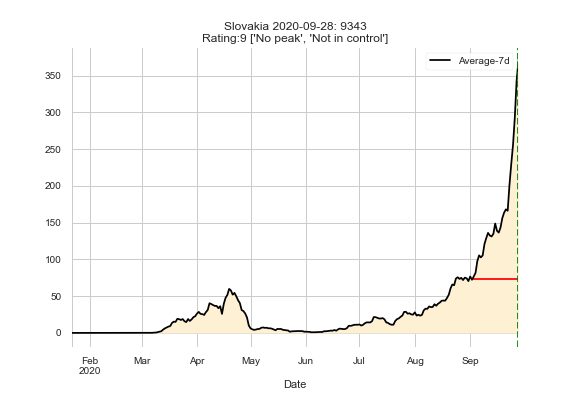 Slovakia 2020-09-28: 9343
Rating:9 ['No peak', 'Not in control']
Average-7d
350
300
250
200
150
100
50
0
Feb Mar Apr May Jun Jul Aug Sep
2020
Date